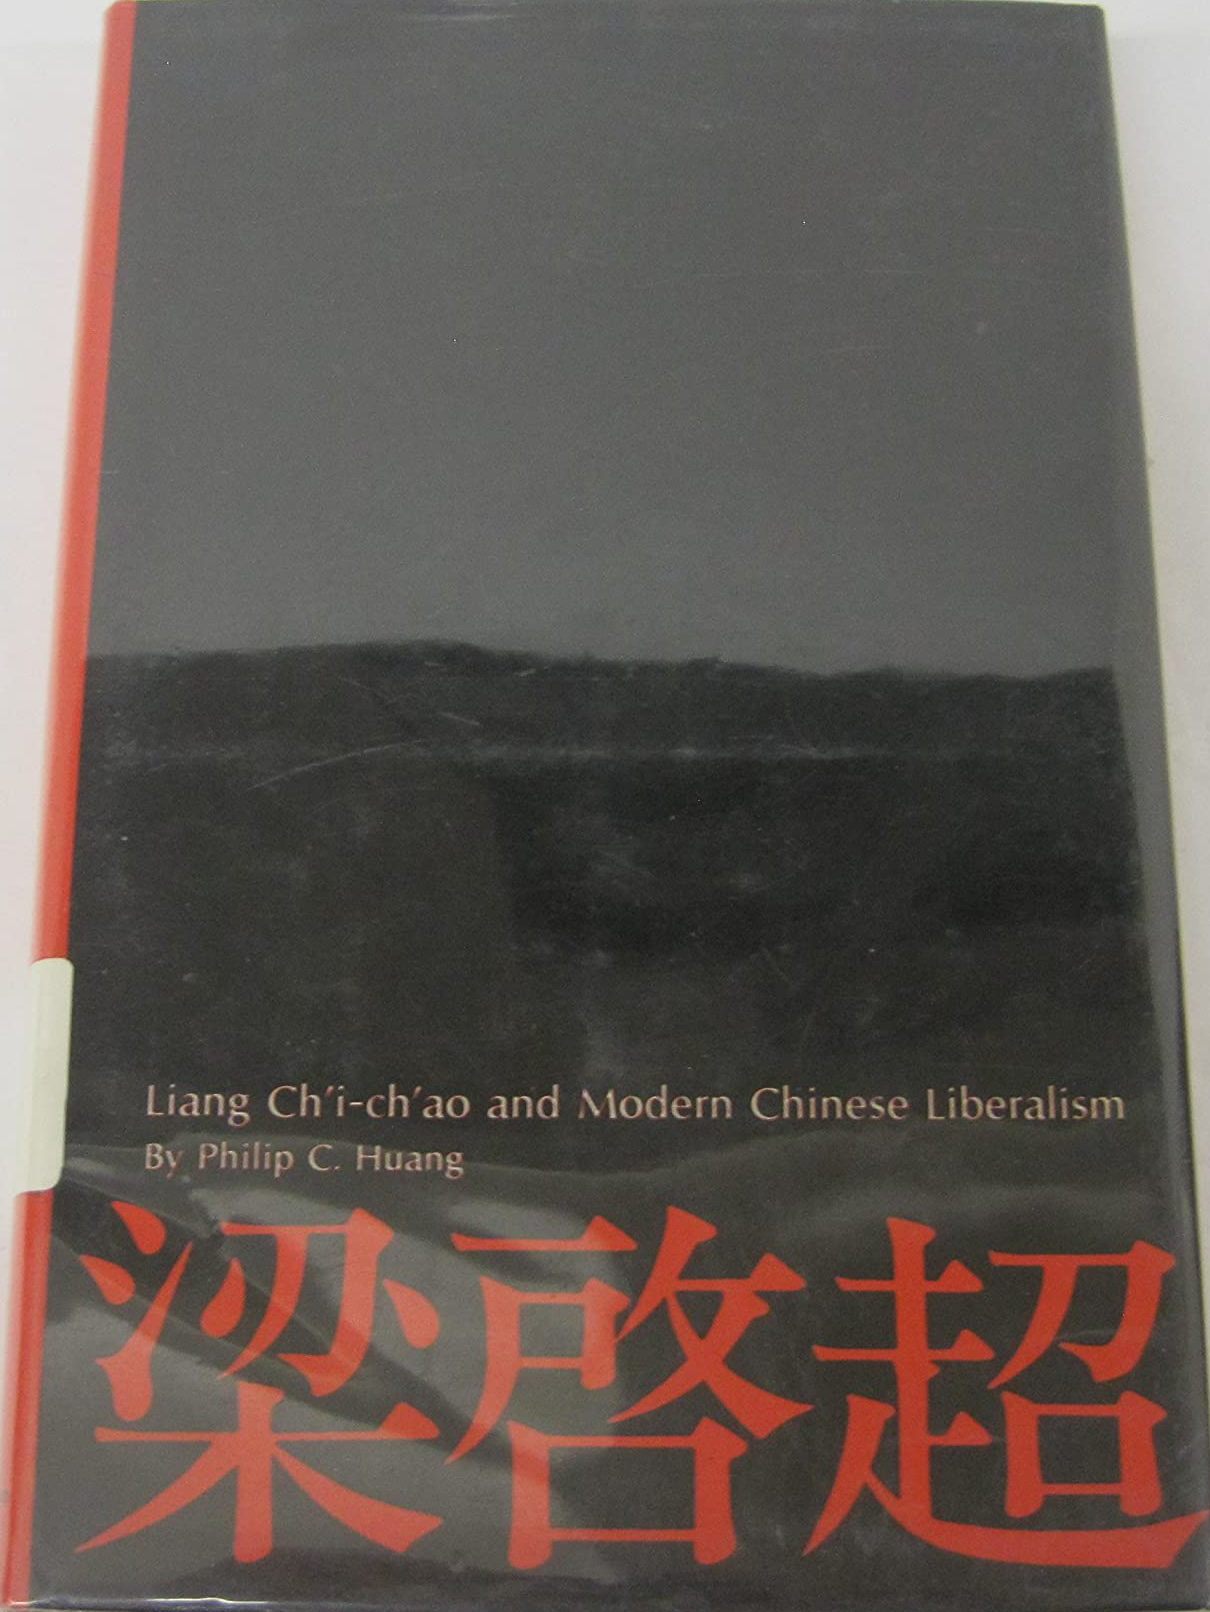 Liang Ch'i-ch'ao and Modern Chinese Liberalism
By Philip C. Huang
梁啓超